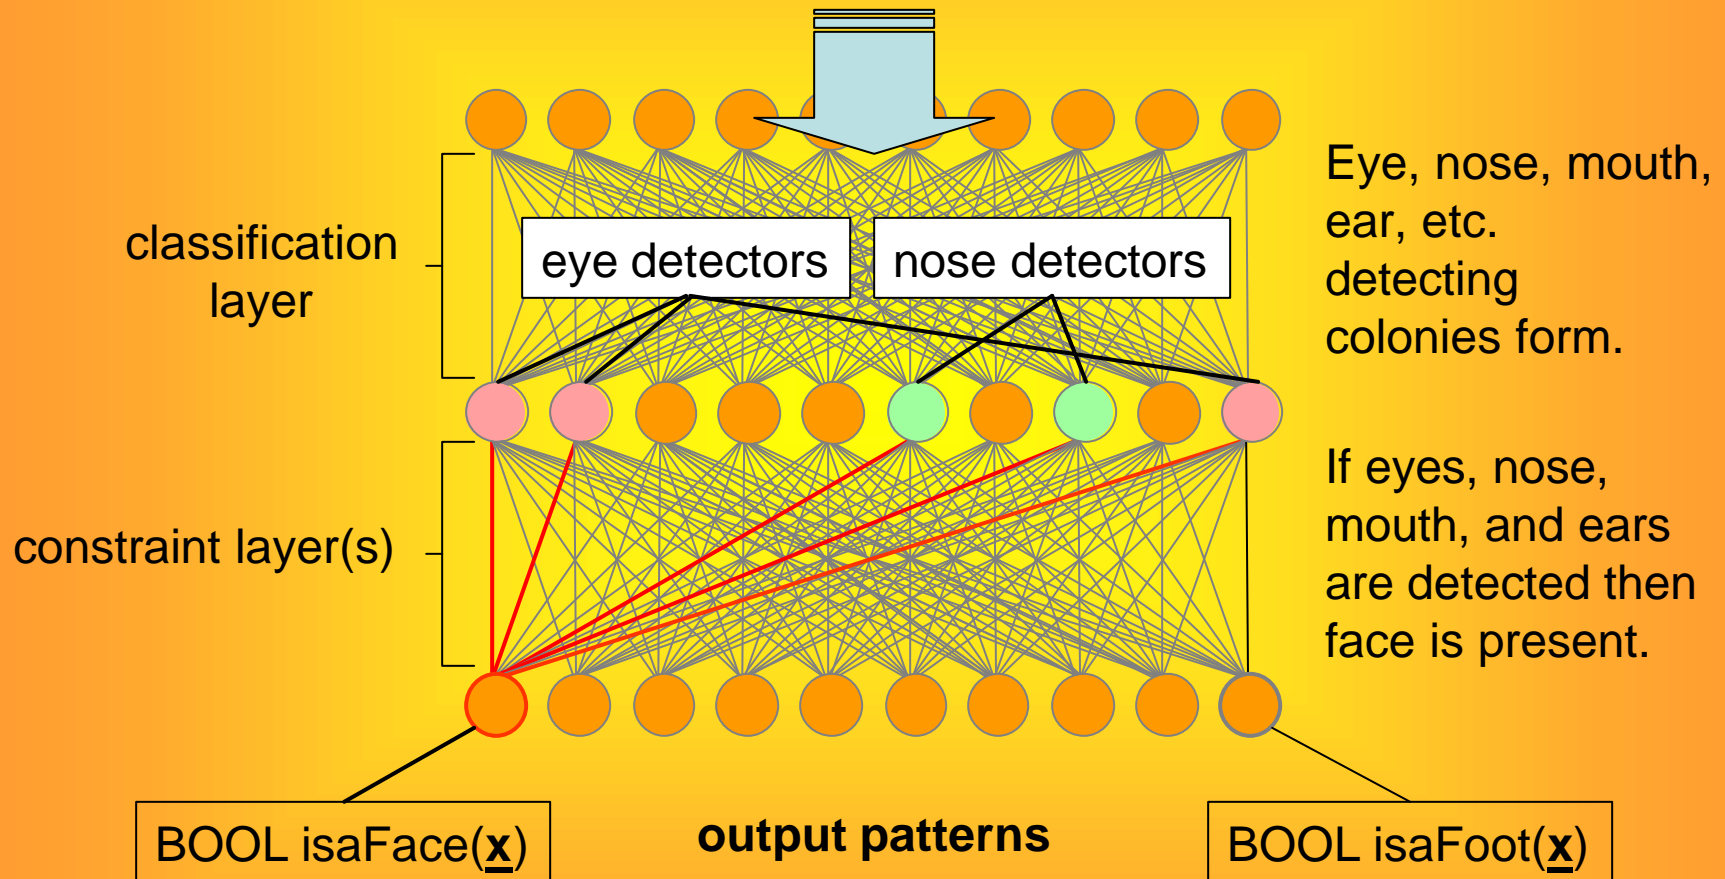 classification
layer
eye detectors
nose detectors
Eye, nose, mouth,
ear, etc.
detecting
colonies form.
constraint layer(s)
If eyes, nose,
mouth, and ears
are detected then
face is present.
BOOL isaFace(x)
output patterns
BOOL isaFoot(x)